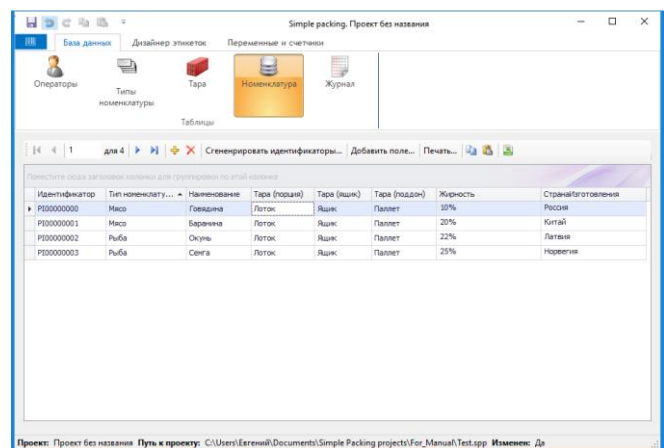 Simple packing. Проект без названия
База данных Дизайнер этикеток Переменные и счетчики
Операторы Типы номенклатуры Тара Номенклатура Журнал
Таблицы
1 для 4 Сгененрировать идентификаторы... Добавить поле... Печать...
Поместите сюда заголовок колонки для группировки по этой колонке
Идентификатор Тип номенклату... Наименование Тара (порция) Тара (ящик) Тара (поддон) Жирность СтранаИзготовления
PI00000000 Мясо Говядина Лоток Ящик Паллет 10% Россия
PI00000001 Мясо Баранина Лоток Ящик Паллет 20% Китай
PI00000002 Рыба Окунь Лоток Ящик Паллет 22% Латвия
PI00000003 Рыба Семга Лоток Ящик Паллет 25% Норвегия
Проект: Проект без названия Путь к проекту: C:\Users\Евгений\Documents\Simple Packing projects\For_Manual\Test.spp Изменен: Да